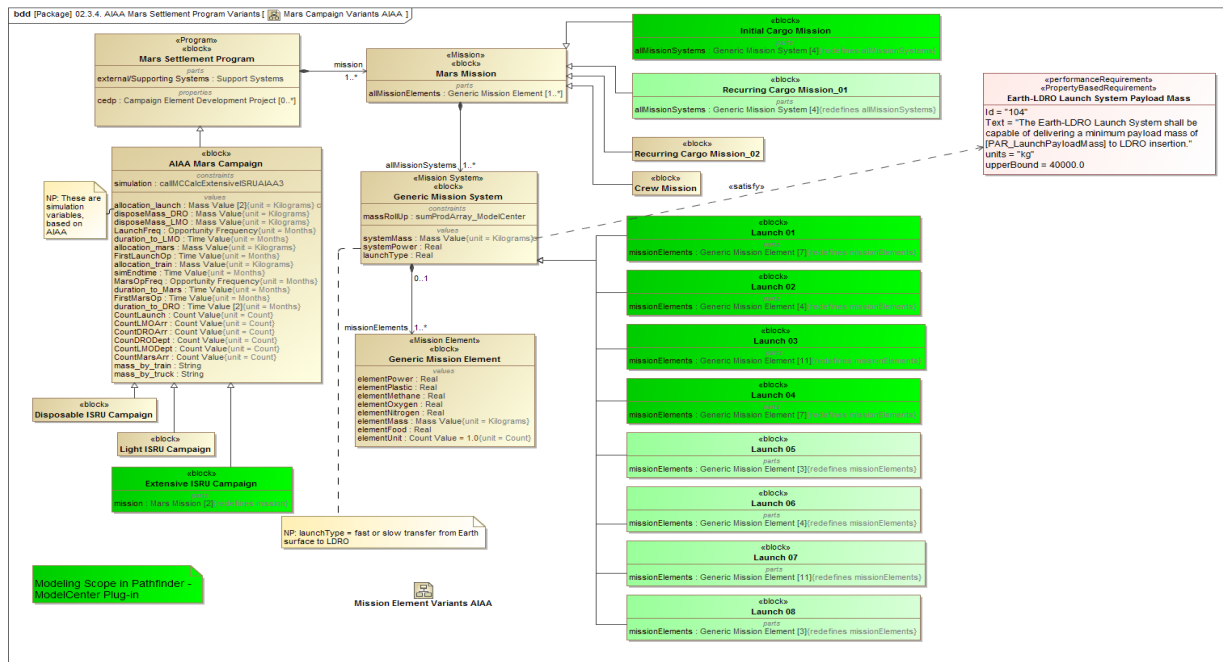 bdd [Package] 02.3.4. AIAA Mars Settlement Program Variants [ Mars Campaign Variants AIAA ]
«Program»
«block»
Mars Settlement Program
parts
external/Supporting Systems : Support Systems
properties
cedp : Campaign Element Development Project [0..*]
mission
1..*
«Mission»
«block»
Mars Mission
parts
allMissionElements : Generic Mission Element [1..*]
«block»
Initial Cargo Mission
parts
allMissionSystems : Generic Mission System [4]{redefines allMissionSystems}
«block»
Recurring Cargo Mission_01
parts
allMissionSystems : Generic Mission System [4]{redefines allMissionSystems}
«block»
Recurring Cargo Mission_02
«block»
Crew Mission
«performanceRequirement»
«PropertyBasedRequirement»
Earth-LDRO Launch System Payload Mass
Id = "104"
Text = "The Earth-LDRO Launch System shall be
capable of delivering a minimum payload mass of
[PAR_LaunchPayloadMass] to LDRO insertion."
units = "kg"
upperBound = 40000.0
«satisfy»
«block»
AIAA Mars Campaign
constraints
simulation : callMCCalcExtensiveISRUAIAA3
values
allocation_launch : Mass Value [2]{unit = Kilograms}
disposeMass_DRO : Mass Value{unit = Kilograms}
disposeMass_LMO : Mass Value{unit = Kilograms}
LaunchFreq : Opportunity Frequency{unit = Months}
duration_to_LMO : Time Value{unit = Months}
allocation_mars : Mass Value{unit = Kilograms}
FirstLaunchOp : Time Value{unit = Months}
allocation_train : Mass Value{unit = Kilograms}
simEndtime : Time Value{unit = Months}
MarsOpFreq : Opportunity Frequency{unit = Months}
duration_to_Mars : Time Value{unit = Months}
FirstMarsOp : Time Value{unit = Months}
duration_to_DRO : Time Value [2]{unit = Months}
CountLaunch : Count Value{unit = Count}
CountLMOArr : Count Value{unit = Count}
CountDROArr : Count Value{unit = Count}
CounDRODept : Count Value{unit = Count}
CountLMODept : Count Value{unit = Count}
CountMarsArr : Count Value{unit = Count}
mass_by_train : String
mass_by_truck : String
NP: These are
simulation
variables,
based on
AIAA
allMissionSystems 1..*
«Mission System»
«block»
Generic Mission System
constraints
massRollUp : sumProdArray_ModelCenter
values
systemMass : Mass Value{unit = Kilograms}
systemPower : Real
launchType : Real
0..1
missionElements 1..*
«Mission Element»
«block»
Generic Mission Element
values
elementPower : Real
elementPlastic : Real
elementMethane : Real
elementOxygen : Real
elementNitrogen : Real
elementMass : Mass Value{unit = Kilograms}
elementFood : Real
elementUnit : Count Value = 1.0{unit = Count}
«block»
Launch 01
parts
missionElements : Generic Mission Element [7]{redefines missionElements}
«block»
Launch 02
parts
missionElements : Generic Mission Element [4]{redefines missionElements}
«block»
Launch 03
parts
missionElements : Generic Mission Element [11]{redefines missionElements}
«block»
Launch 04
parts
missionElements : Generic Mission Element [7]{redefines missionElements}
«block»
Launch 05
parts
missionElements : Generic Mission Element [3]{redefines missionElements}
«block»
Launch 06
parts
missionElements : Generic Mission Element [4]{redefines missionElements}
«block»
Launch 07
parts
missionElements : Generic Mission Element [11]{redefines missionElements}
«block»
Launch 08
parts
missionElements : Generic Mission Element [3]{redefines missionElements}
«block»
Disposable ISRU Campaign
«block»
Light ISRU Campaign
«block»
Extensive ISRU Campaign
parts
mission : Mars Mission [2]{redefines mission}
NP: launchType = fast or slow transfer from Earth
surface to LDRO
Modeling Scope in Pathfinder -
ModelCenter Plug-in
Mission Element Variants AIAA